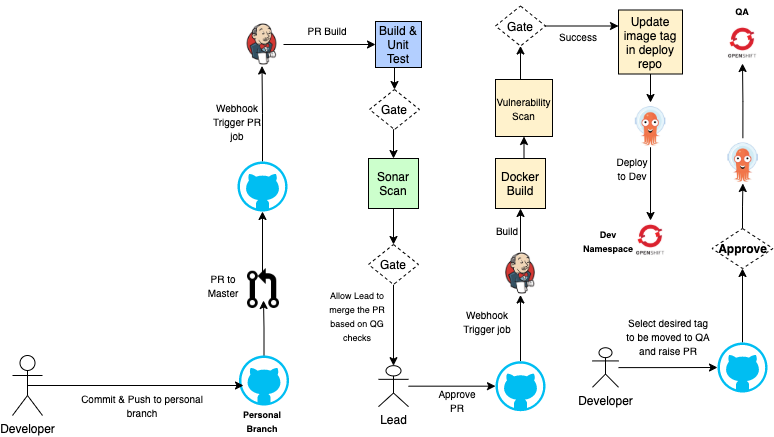 PR Build
Build &
Unit
Test
Gate
Success
Update
image tag
in deploy
repo
QA
OPENSHIFT
Webhook
Trigger PR
job
Gate
Vulnerability
Scan
Deploy
to Dev
Sonar
Scan
Docker
Build
Build
Dev
Namespace
OPENSHIFT
Approve
PR to
Master
Gate
Allow Lead to
merge the PR
based on QG
checks
Webhook
Trigger job
Select desired tag
to be moved to QA
and raise PR
Developer
Commit & Push to personal
branch
Personal
Branch
Lead
Approve
PR
Developer